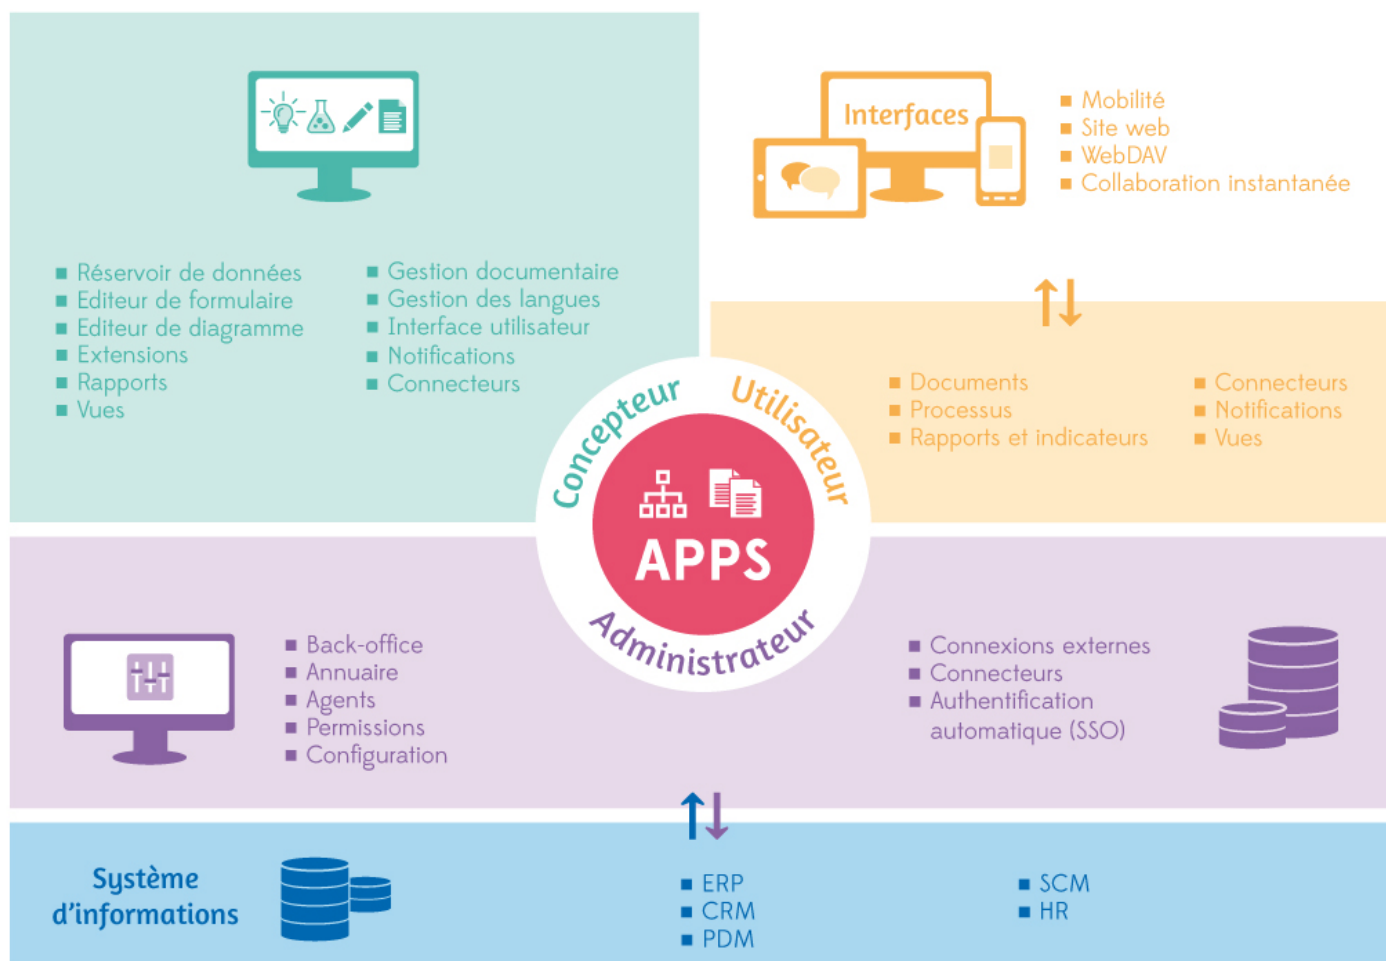 Réservoir de données
Editeur de formulaire
Editeur de diagramme
Extensions
Rapports
Vues
Gestion documentaire
Gestion des langues
Interface utilisateur
Notifications
Connecteurs
Interfaces
Mobilité
Site web
WebDAV
Collaboration instantanée
Documents
Processus
Rapports et indicateurs
Connecteurs
Notifications
Vues
Concepteur
Utilisateur
APPS
Administrateur
Back-office
Annuaire
Agents
Permissions
Configuration
Connexions externes
Connecteurs
Authentification
automatique (SSO)
Système
d'informations
ERP
CRM
PDM
SCM
HR